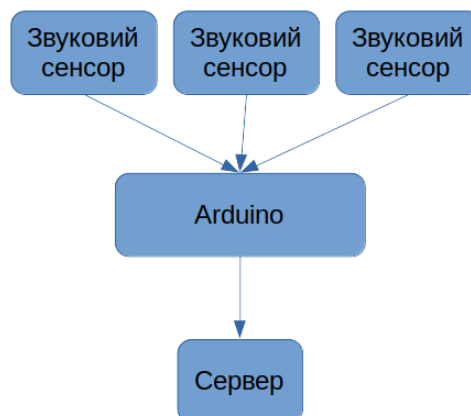 Звуковий
сенсор
Звуковий
сенсор
Звуковий
сенсор
Arduino
Сервер